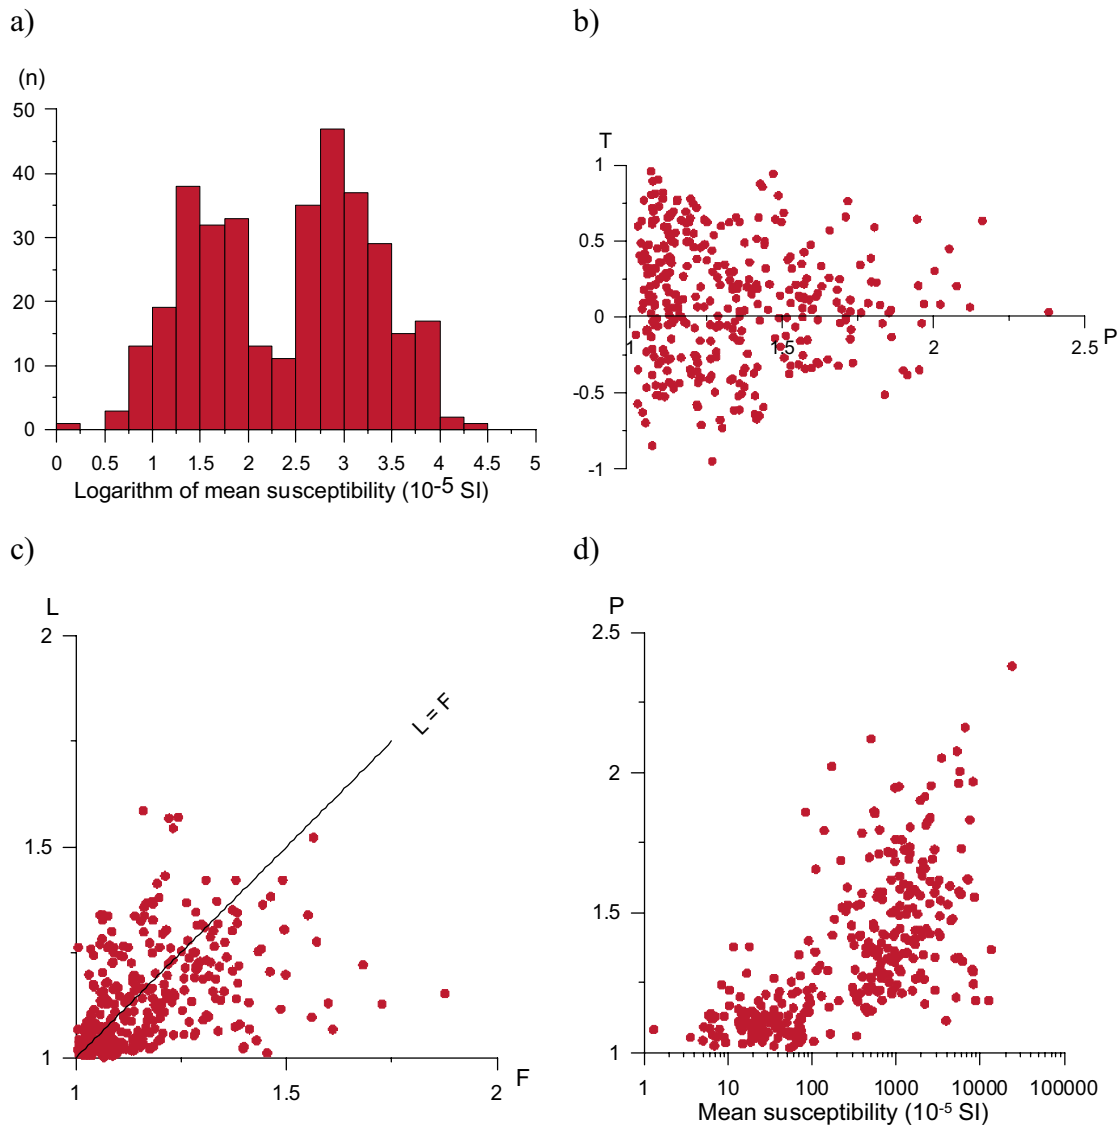 a)
(n)
50
40
30
20
10
0
0 0.5 1 1.5 2 2.5 3 3.5 4 4.5 5
Logarithm of mean susceptibility (10-5 SI)
b)
T
1
0.5
0
-0.5
-1
1 1.5 2 2.5
P
c)
L
2
1.5
1
L = F
F
1 1.5 2
d)
P
2.5
2
1.5
1
1 10 100 1000 10000 100000
Mean susceptibility (10-5 SI)